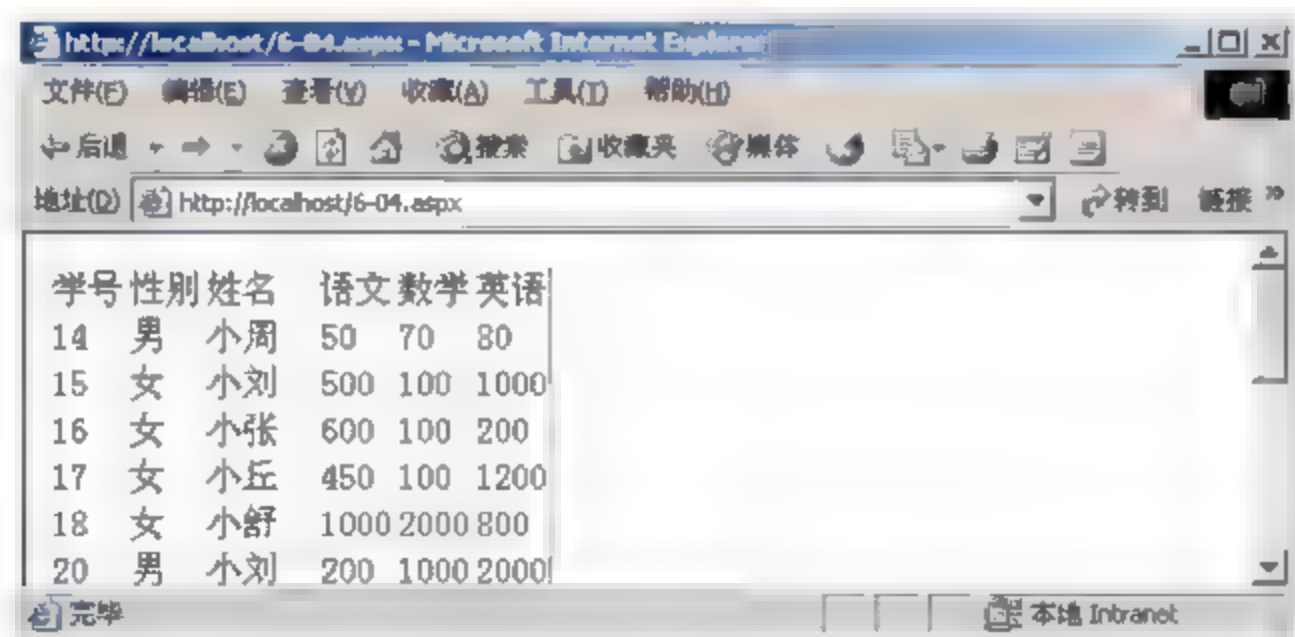 http://localhost/6-04.aspx - Microsoft Internet Explorer
文件(F) 编辑(E) 查看(V) 收藏(A) 工具(T) 帮助(H)
后退 搜索 收藏夹 媒体
地址(D) http://localhost/6-04.aspx 转到 链接 »
学号 性别 姓名 语文 数学 英语
14 男 小周 50 70 80
15 女 小刘 500 100 1000
16 女 小张 600 100 200
17 女 小丘 450 100 1200
18 女 小舒 1000 2000 800
20 男 小刘 200 1000 2000
完毕 本地 Intranet